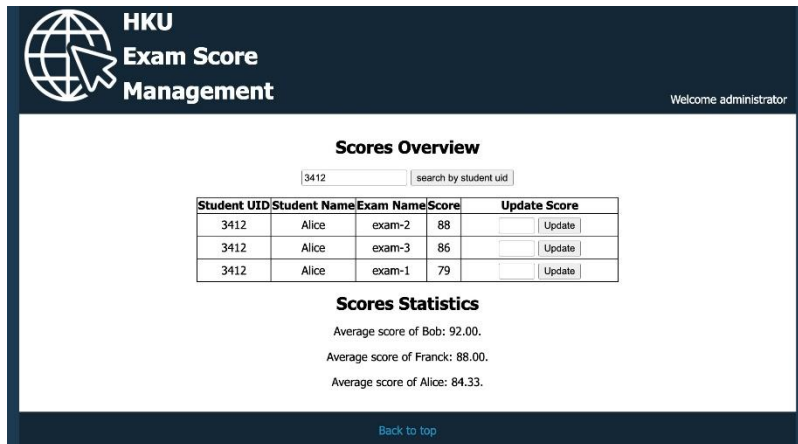 HKU
Exam Score
Management
Welcome administrator
Scores Overview
3412 search by student uid
Student UID Student Name Exam Name Score Update Score
3412 Alice exam-2 88 Update
3412 Alice exam-3 86 Update
3412 Alice exam-1 79 Update
Scores Statistics
Average score of Bob: 92.00.
Average score of Franck: 88.00.
Average score of Alice: 84.33.
Back to top